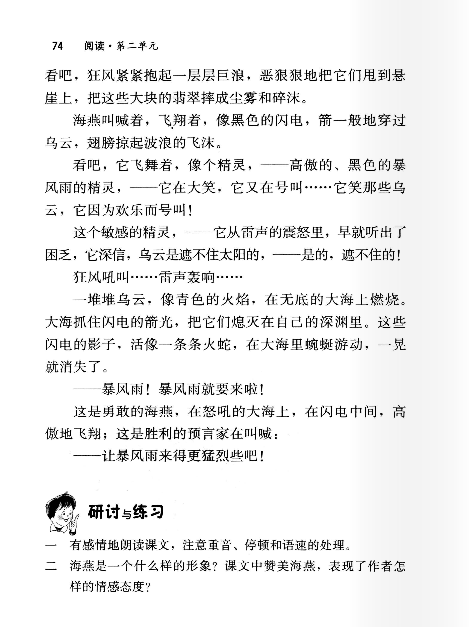 74 阅读·第二单元
看吧，狂风紧紧抱起一层层巨浪，恶狠狠地把它们甩到悬
崖上，把这些大块的翡翠摔成尘雾和碎沫。
海燕叫喊着，飞翔着，像黑色的闪电，箭一般地穿过
乌云，翅膀掠起波浪的飞沫。
看吧，它飞舞着，像个精灵，——高傲的、黑色的暴
风雨的精灵，——它在大笑，它又在号叫……它笑那些乌
云，它因为欢乐而号叫！
这个敏感的精灵，——它从雷声的震怒里，早就听出了
困乏，它深信，乌云是遮不住太阳的，——是的，遮不住的！
狂风吼叫……雷声轰响……
一堆堆乌云，像青色的火焰，在无底的大海上燃烧。
大海抓住闪电的箭光，把它们熄灭在自己的深渊里。这些
闪电的影子，活像一条条火蛇，在大海里蜿蜒游动，一晃
就消失了。
——暴风雨！暴风雨就要来啦！
这是勇敢的海燕，在怒吼的大海上，在闪电中间，高
傲地飞翔；这是胜利的预言家在叫喊：
——让暴风雨来得更猛烈些吧！
研讨与练习
一 有感情地朗读课文，注意重音、停顿和语速的处理。
二 海燕是一个什么样的形象？课文中赞美海燕，表现了作者怎
样的情感态度？